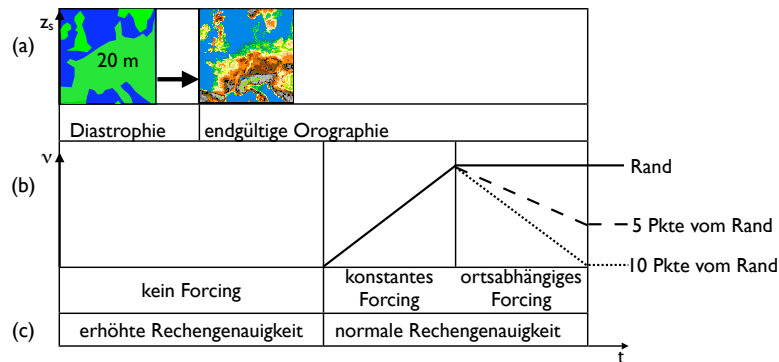 z_s
(a)
20 m
Diastrophie
endgültige Orographie
ν
(b)
Rand
5 Pkte vom Rand
10 Pkte vom Rand
kein Forcing
konstantes
Forcing
ortsabhängiges
Forcing
(c)
erhöhte Rechengenauigkeit
normale Rechengenauigkeit
t